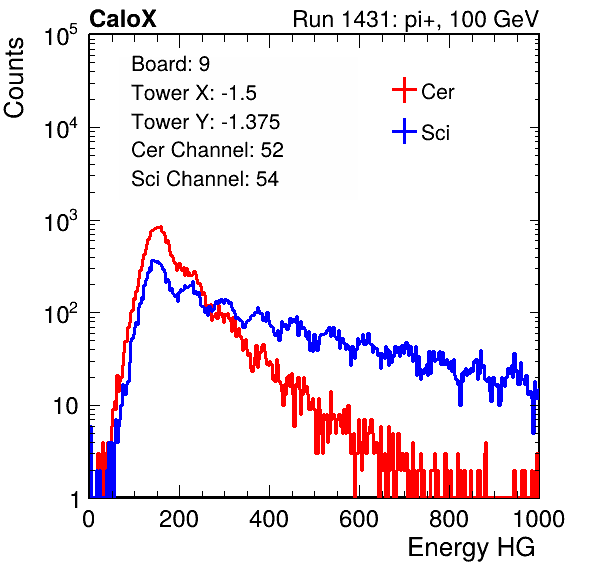 CaloX Run 1431: pi+, 100 GeV
Counts
Board: 9
Tower X: -1.5
Tower Y: -1.375
Cer Channel: 52
Sci Channel: 54
Cer
Sci
10^5
10^4
10^3
10^2
10
1
0 200 400 600 800 1000
Energy HG